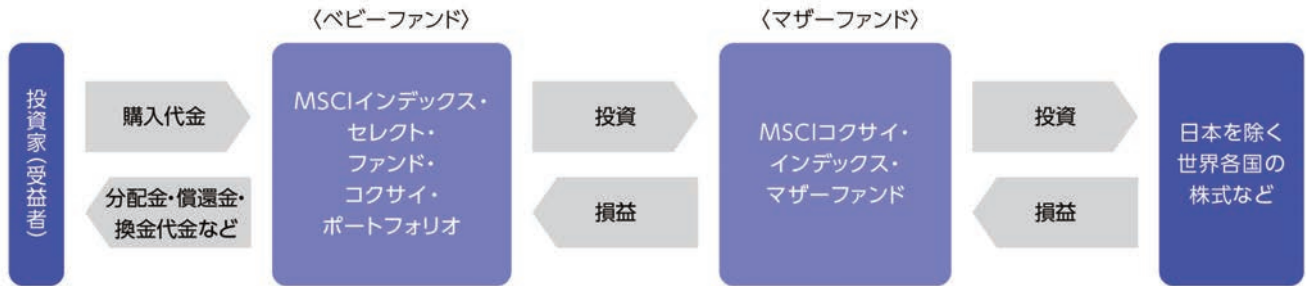 〈ベビーファンド〉
〈マザーファンド〉
投資家(受益者)
購入代金
分配金・償還金・
換金代金など
MSCIインデックス・
セレクト・
ファンド・
コクサイ・
ポートフォリオ
投資
損益
MSCIコクサイ・
インデックス・
マザーファンド
投資
損益
日本を除く
世界各国の
株式など